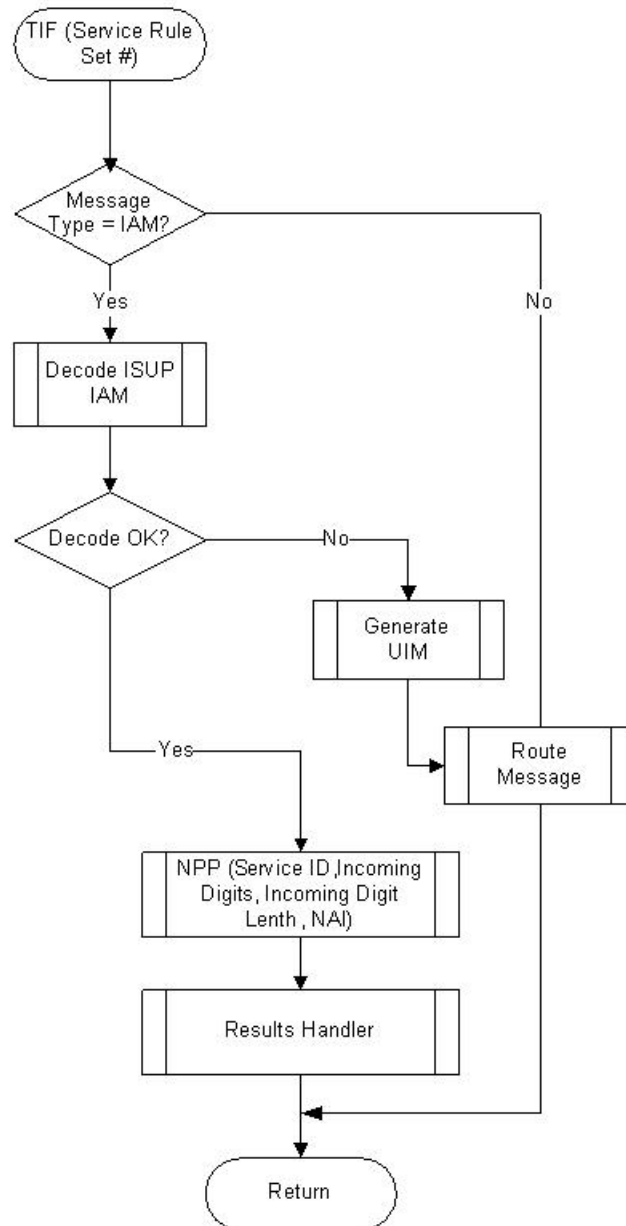 TIF (Service Rule
Set #)
Message
Type = IAM?
Yes
No
Decode ISUP
IAM
Decode OK?
No
Generate
UIM
Yes
Route
Message
NPP (Service ID,Incoming
Digits, Incoming Digit
Lenth , NAI)
Results Handler
Return